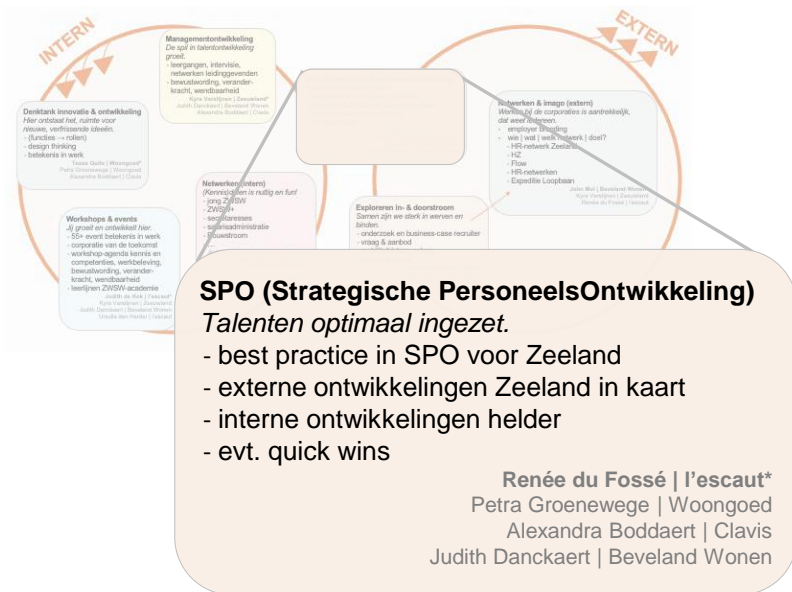 INTERN
EXTERN
Managementontwikkeling
De spil in talentontwikkeling
groeit.
- leergangen, intervisie,
netwerken leidinggevenden
- bewustwording, verander-
kracht, wendbaarheid
Kyra Verstijnen | Zeeuwland*
Judith Danckaert | Beveland Wonen
Alexandra Boddaert | Clavis
Denktank innovatie & ontwikkeling
Hier ontstaat het, ruimte voor
nieuwe, verfrissende ideeën.
- (functies → rollen)
- design thinking
- betekenis in werk
Petra Groenewege | Woongoed
Alexandra Boddaert | Clavis
Netwerken & imago (extern)
Werken bij de corporaties is aantrekkelijk,
dat weet iedereen.
- employer branding
- wie | wat | welk netwerk | doel?
- HR-netwerk Zeeland
- HZ
- Flow
- HR-netwerken
- Expeditie Loopbaan
John Mol | Beveland Wonen
Kyra Verstijnen | Zeeuwland
Renée du Fossé | l'escaut
Netwerken (intern)
(Kennis)delen is nuttig en fun!
- jong ZWSW
- ZWSW+
- secretaresses
- salarisadministratie
- Bouwstroom
- ...
Exploreren in- & doorstroom
Samen zijn we sterk in werven en
binden.
- onderzoek en business-case recruiter
- vraag & aanbod
Workshops & events
Jij groeit en ontwikkelt hier.
- 55+ event betekenis in werk
- corporatie van de toekomst
- workshop-agenda kennis en
competenties, werkbeleving,
bewustwording, verander-
kracht, wendbaarheid
- leerlijnen ZWSW-academie
Judith de Rok | l'escaut*
Kyra Verstijnen | Zeeuwland
Judith Danckaert | Beveland Wonen
Ursula den Harder | l'escaut
SPO (Strategische PersoneelsOntwikkeling)
Talenten optimaal ingezet.
- best practice in SPO voor Zeeland
- externe ontwikkelingen Zeeland in kaart
- interne ontwikkelingen helder
- evt. quick wins
Renée du Fossé | l’escaut*
Petra Groenewege | Woongoed
Alexandra Boddaert | Clavis
Judith Danckaert | Beveland Wonen